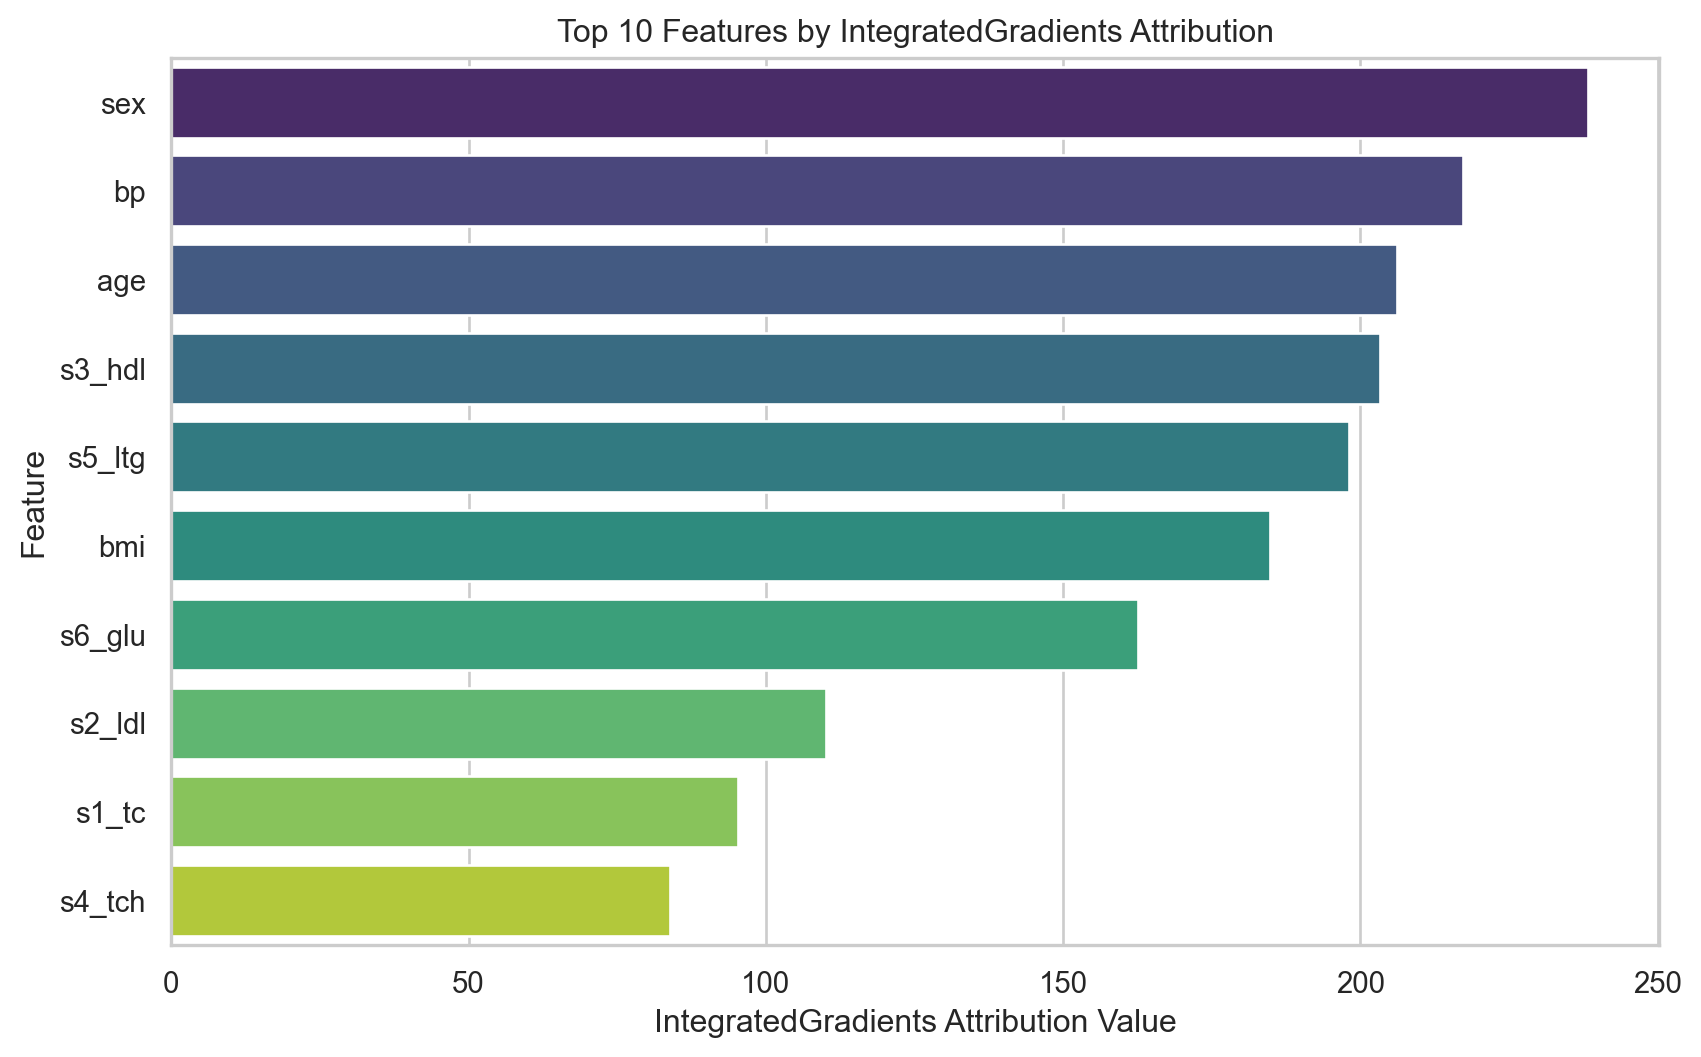 Top 10 Features by IntegratedGradients Attribution
Feature
sex
bp
age
s3_hdl
s5_ltg
bmi
s6_glu
s2_ldl
s1_tc
s4_tch
0 50 100 150 200 250
IntegratedGradients Attribution Value